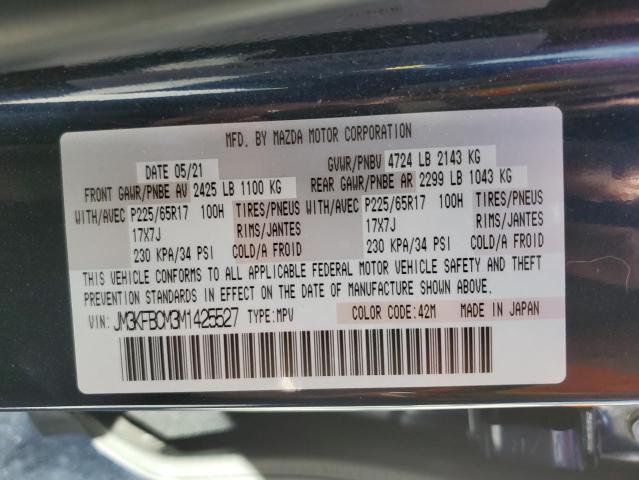 MFD. BY MAZDA MOTOR CORPORATION
DATE 05/21 GVWR/PNBV 4724 LB 2143 KG
FRONT GAWR/PNBE AV 2425 LB 1100 KG REAR GAWR/PNBE AR 2299 LB 1043 KG
WITH/AVEC P225/65R17 100H TIRES/PNEUS WITH/AVEC P225/65R17 100H TIRES/PNEUS
17X7J RIMS/JANTES 17X7J RIMS/JANTES
230 KPA/34 PSI COLD/A FROID 230 KPA/34 PSI COLD/A FROID
THIS VEHICLE CONFORMS TO ALL APPLICABLE FEDERAL MOTOR VEHICLE SAFETY AND THEFT
PREVENTION STANDARDS IN EFFECT ON THE DATE OF MANUFACTURE SHOWN ABOVE.
VIN: JM3KFBCM3M1425527 TYPE:MPV COLOR CODE:42M MADE IN JAPAN